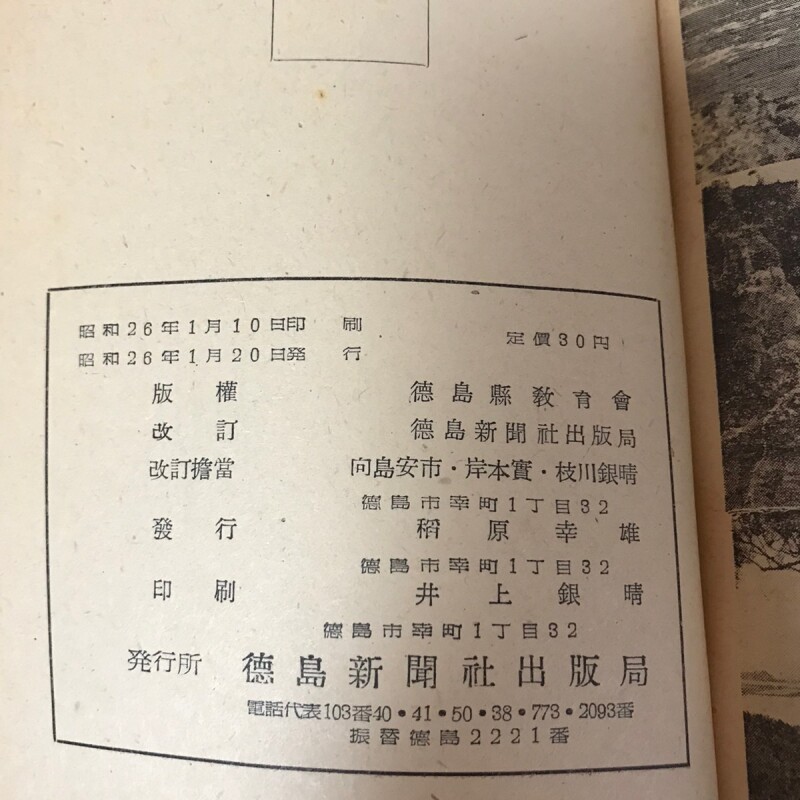 昭和26年1月10日印刷
定價30円
昭和26年1月20日発行
版權 德島縣教育會
改訂 德島新聞社出版局
改訂擔當 向島安市・岸本實・枝川銀晴
德島市幸町1丁目32
發行 稻原幸雄
德島市幸町1丁目32
印刷 井上銀晴
德島市幸町1丁目32
発行所 德島新聞社出版局
電話代表103番40・41・50・38・773・2093番
振替德島2221番